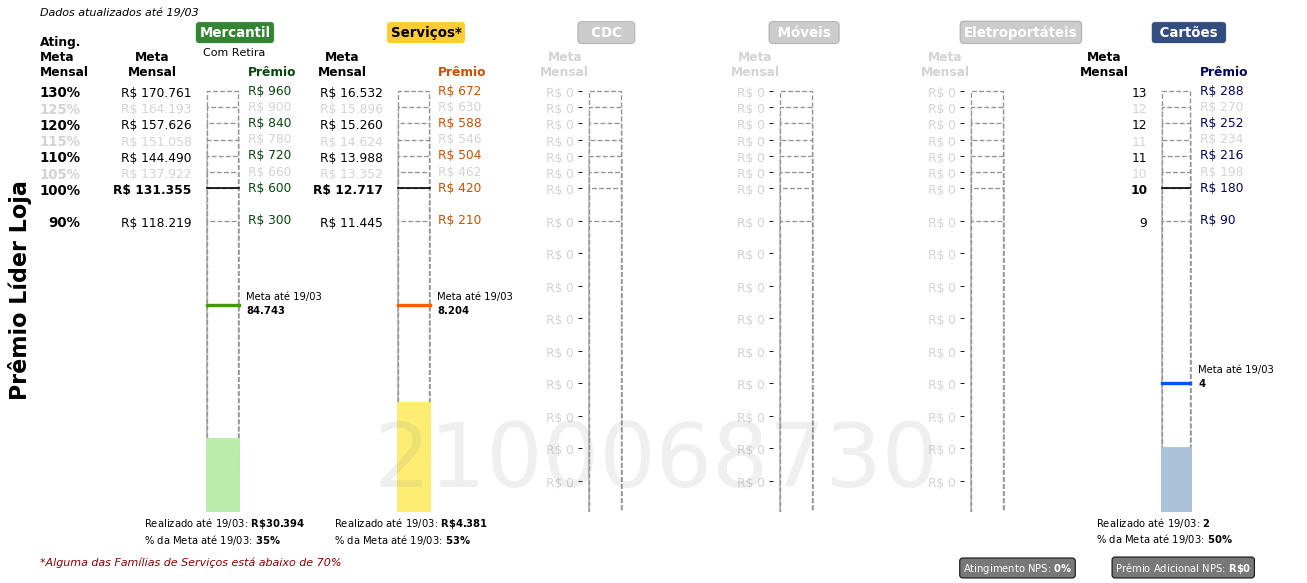 Dados atualizados até 19/03
Mercantil Serviços* CDC Móveis Eletroportáteis Cartões
Com Retira
Ating. Meta Mensal
Meta Mensal Prêmio Meta Mensal Prêmio Meta Mensal Meta Mensal Meta Mensal Meta Mensal Prêmio
130% R$ 170.761 R$ 960 R$ 16.532 R$ 672 R$ 0 R$ 0 R$ 0 13 R$ 288
125% R$ 164.193 R$ 900 R$ 15.896 R$ 630 R$ 0 R$ 0 R$ 0 12 R$ 270
120% R$ 157.626 R$ 840 R$ 15.260 R$ 588 R$ 0 R$ 0 R$ 0 12 R$ 252
115% R$ 151.058 R$ 780 R$ 14.624 R$ 546 R$ 0 R$ 0 R$ 0 11 R$ 234
110% R$ 144.490 R$ 720 R$ 13.988 R$ 504 R$ 0 R$ 0 R$ 0 11 R$ 216
105% R$ 137.922 R$ 660 R$ 13.352 R$ 462 R$ 0 R$ 0 R$ 0 10 R$ 198
100% R$ 131.355 R$ 600 R$ 12.717 R$ 420 R$ 0 R$ 0 R$ 0 10 R$ 180
90% R$ 118.219 R$ 300 R$ 11.445 R$ 210 R$ 0 R$ 0 R$ 0 9 R$ 90
R$ 0 R$ 0 R$ 0
R$ 0 R$ 0 R$ 0
R$ 0 R$ 0 R$ 0
R$ 0 R$ 0 R$ 0
R$ 0 R$ 0 R$ 0
R$ 0 R$ 0 R$ 0
R$ 0 R$ 0 R$ 0
R$ 0 R$ 0 R$ 0
Prêmio Líder Loja
Meta até 19/03
84.743
Meta até 19/03
8.204
Meta até 19/03
4
2100068730
Realizado até 19/03: R$30.394
% da Meta até 19/03: 35%
Realizado até 19/03: R$4.381
% da Meta até 19/03: 53%
Realizado até 19/03: 2
% da Meta até 19/03: 50%
*Alguma das Famílias de Serviços está abaixo de 70%
Atingimento NPS: 0%
Prêmio Adicional NPS: R$0